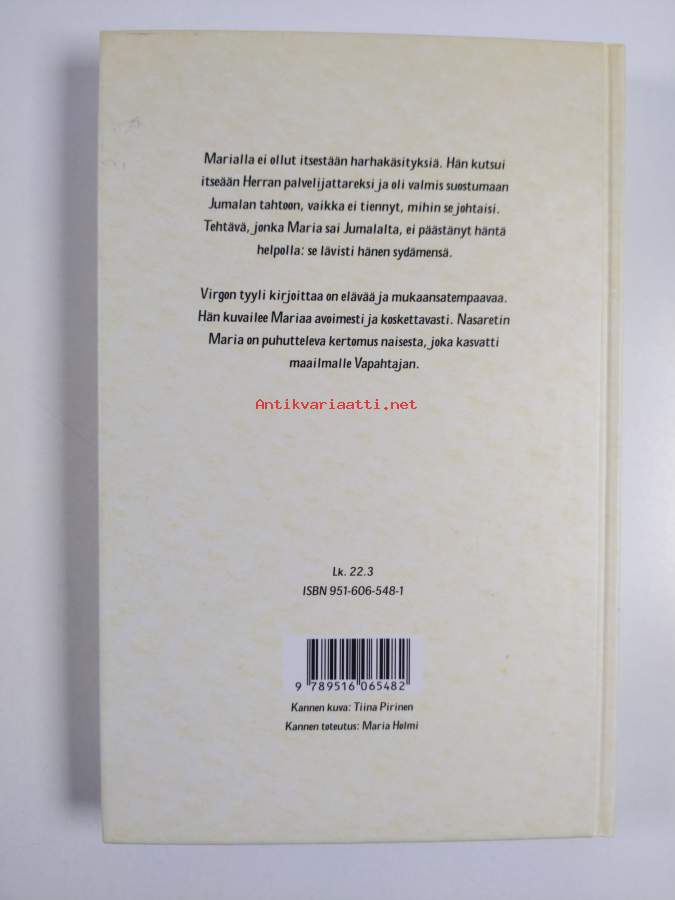 Marialla ei ollut itsestään harhakäsityksiä. Hän kutsui
itseään Herran palvelijattareksi ja oli valmis suostumaan
Jumalan tahtoon, vaikka ei tiennyt, mihin se johtaisi.
Tehtävä, jonka Maria sai Jumalalta, ei päästänyt häntä
helpolla: se lävisti hänen sydämensä.
Virgon tyyli kirjoittaa on elävää ja mukaansatempaavaa.
Hän kuvailee Mariaa avoimesti ja koskettavasti. Nasaretin
Maria on puhutteleva kertomus naisesta, joka kasvatti
maailmalle Vapahtajan.
Antikvariaatti.net
Lk. 22.3
ISBN 951-606-548-1
9 789516 065482
Kannen kuva: Tiina Pirinen
Kannen toteutus: Maria Holmi